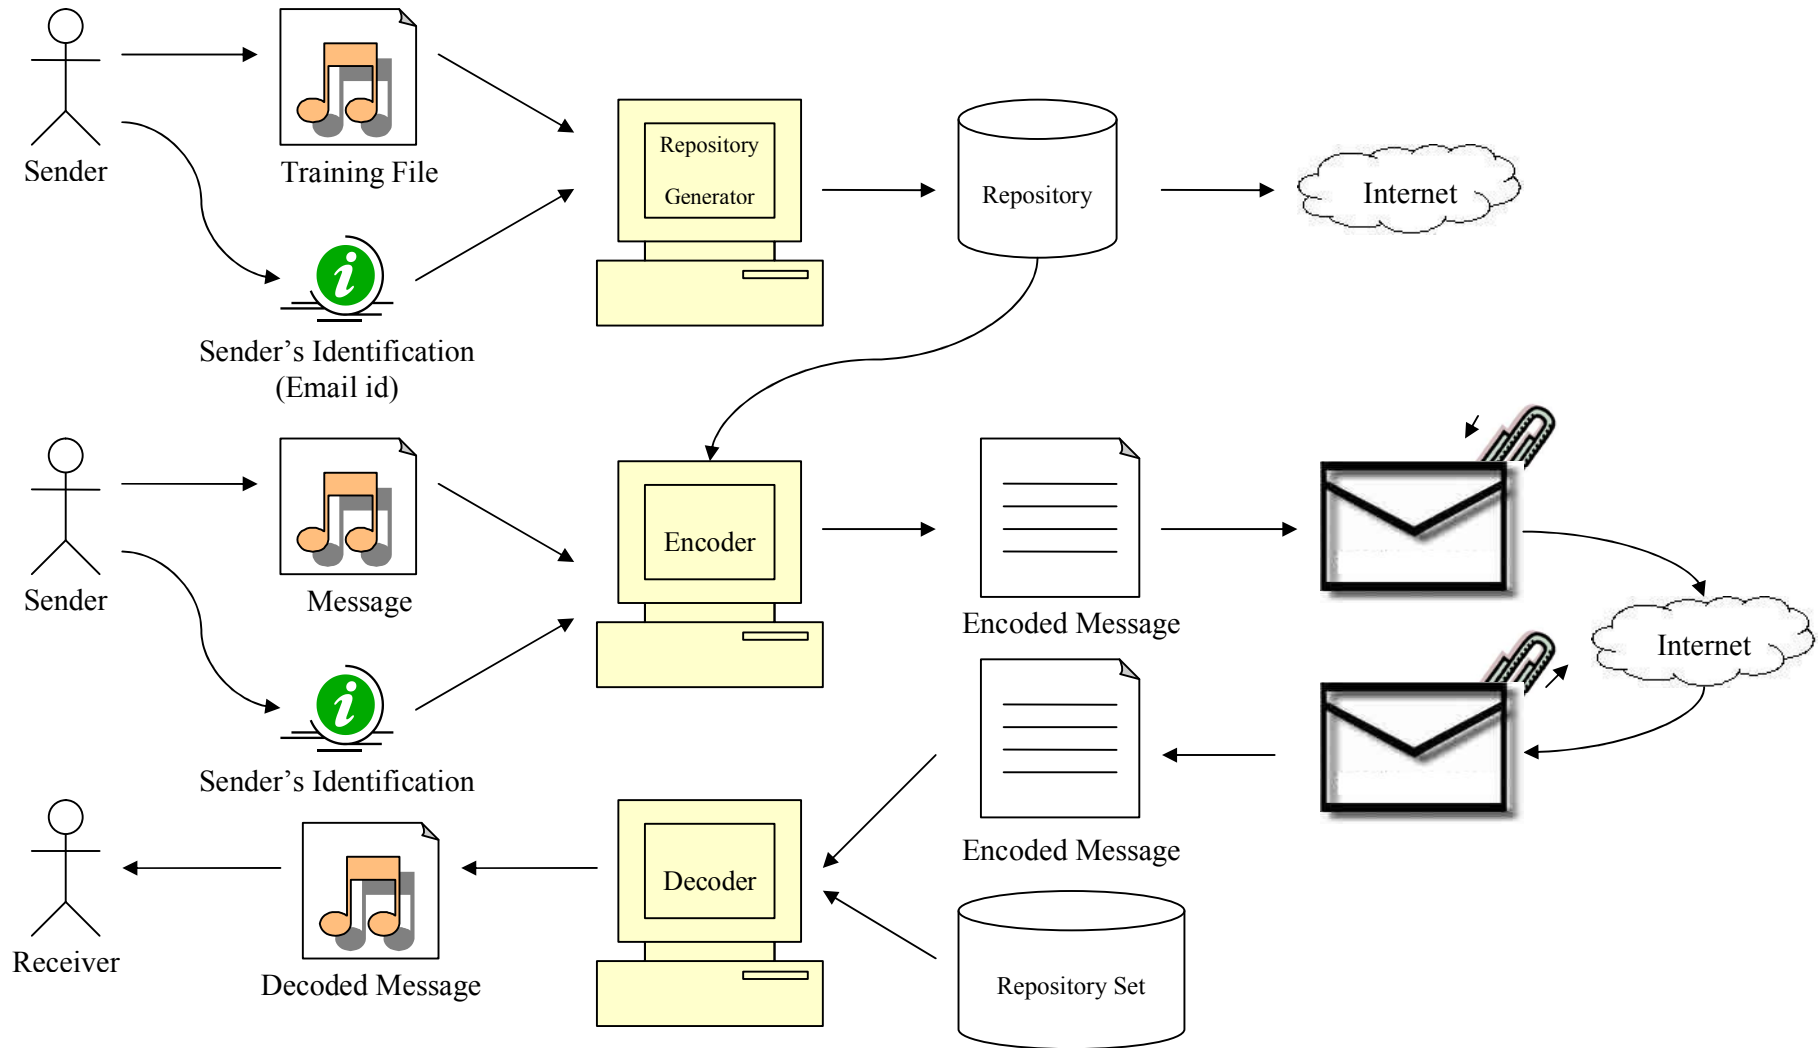 Sender
Training File
Repository
Generator
Repository
Internet
Sender’s Identification
(Email id)
Sender
Message
Encoder
Encoded Message
Internet
Sender’s Identification
Encoded Message
Decoder
Receiver
Decoded Message
Repository Set